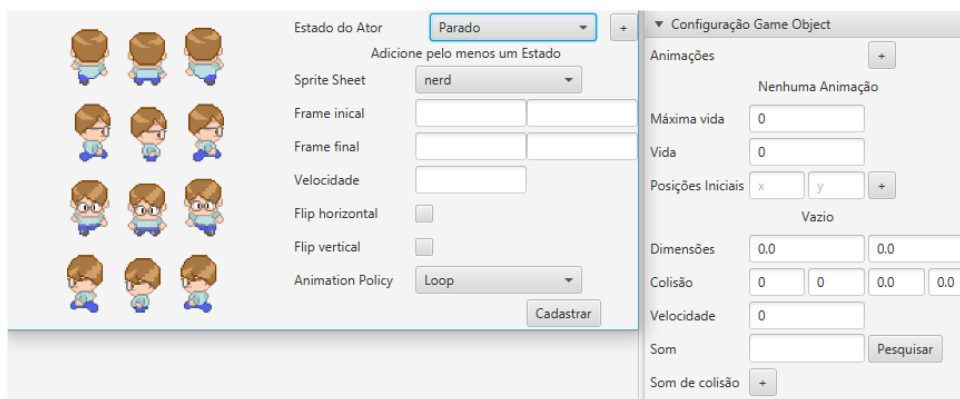 Estado do Ator Parado +
Adicione pelo menos um Estado
Sprite Sheet nerd
Frame inical
Frame final
Velocidade
Flip horizontal
Flip vertical
Animation Policy Loop
Cadastrar
Configuração Game Object
Animações +
Nenhuma Animação
Máxima vida 0
Vida 0
Posições Iniciais x y +
Vazio
Dimensões 0.0 0.0
Colisão 0 0 0.0 0.0
Velocidade 0
Som Pesquisar
Som de colisão +